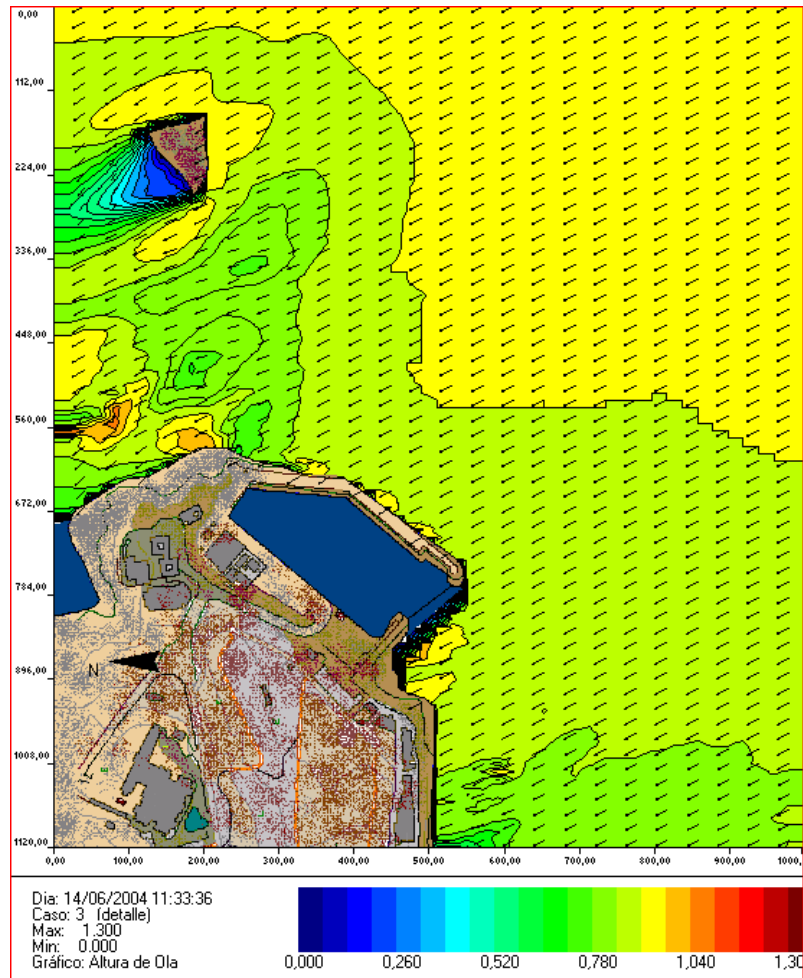 0,00
112,00
224,00
336,00
448,00
560,00
672,00
784,00
896,00
1008,00
1120,00
N
0,00 100,00 200,00 300,00 400,00 500,00 600,00 700,00 800,00 900,00 1000,
Dia: 14/06/2004 11:33:36
Caso: 3 (detalle)
Max: 1.300
Min: 0.000
Gráfico: Altura de Ola
0,000 0,260 0,520 0,780 1,040 1,30